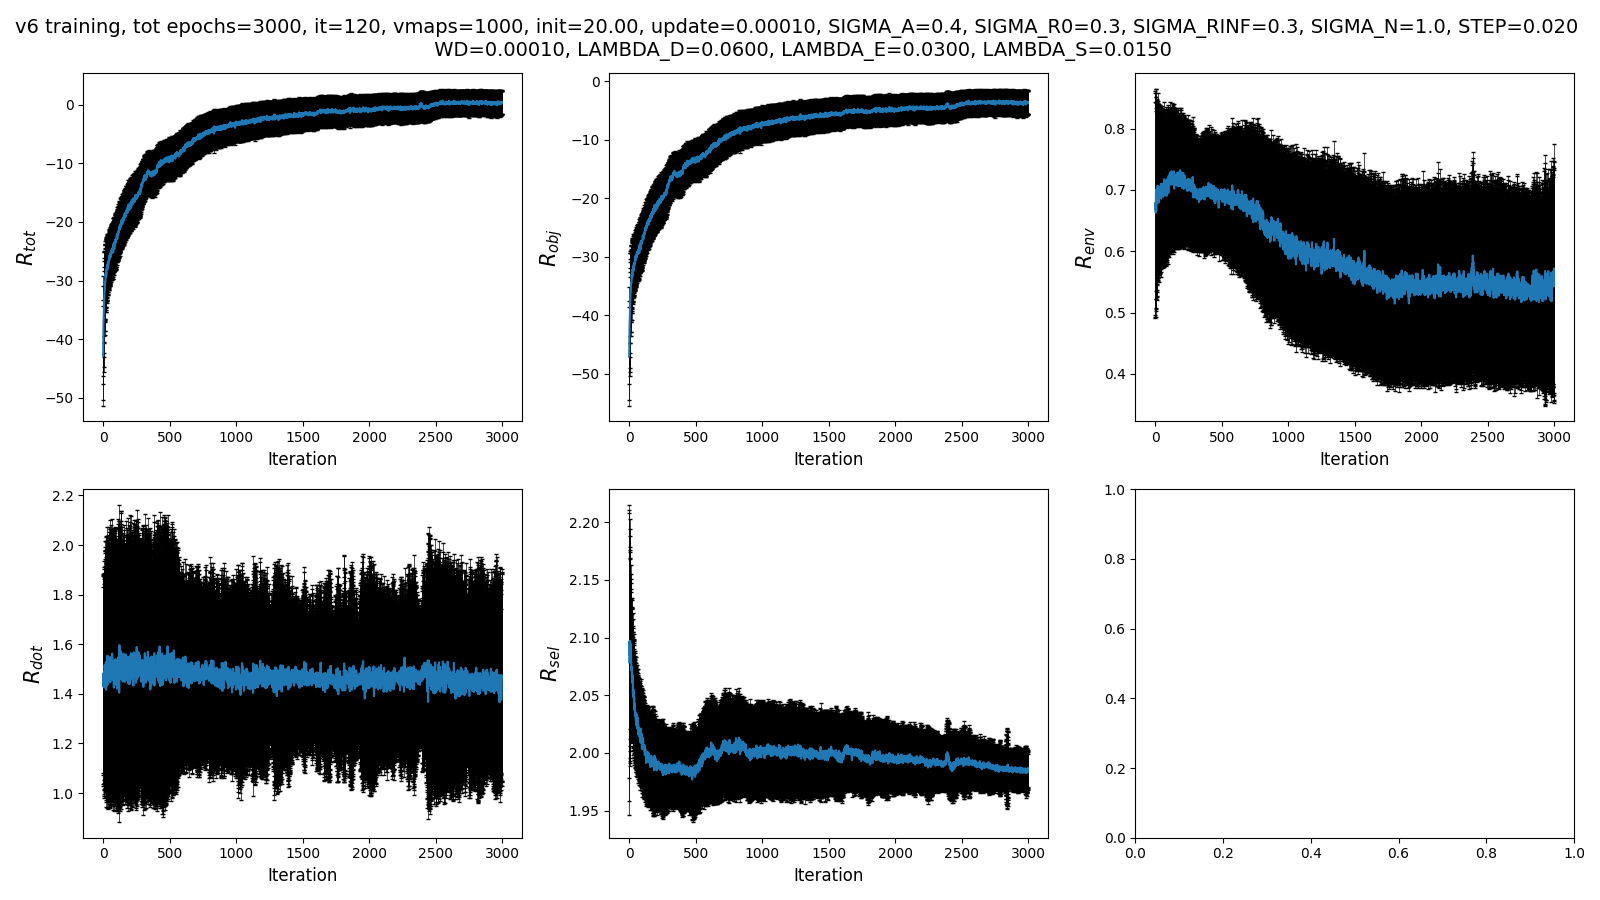 v6 training, tot epochs=3000, it=120, vmaps=1000, init=20.00, update=0.00010, SIGMA_A=0.4, SIGMA_R0=0.3, SIGMA_RINF=0.3, SIGMA_N=1.0, STEP=0.020
WD=0.00010, LAMBDA_D=0.0600, LAMBDA_E=0.0300, LAMBDA_S=0.0150
R_tot
0
−10
−20
−30
−40
−50
0 500 1000 1500 2000 2500 3000
Iteration
R_obj
0
−10
−20
−30
−40
−50
0 500 1000 1500 2000 2500 3000
Iteration
R_env
0.8
0.7
0.6
0.5
0.4
0 500 1000 1500 2000 2500 3000
Iteration
R_dot
2.2
2.0
1.8
1.6
1.4
1.2
1.0
0 500 1000 1500 2000 2500 3000
Iteration
R_sel
2.20
2.15
2.10
2.05
2.00
1.95
0 500 1000 1500 2000 2500 3000
Iteration
1.0
0.8
0.6
0.4
0.2
0.0
0.0 0.2 0.4 0.6 0.8 1.0